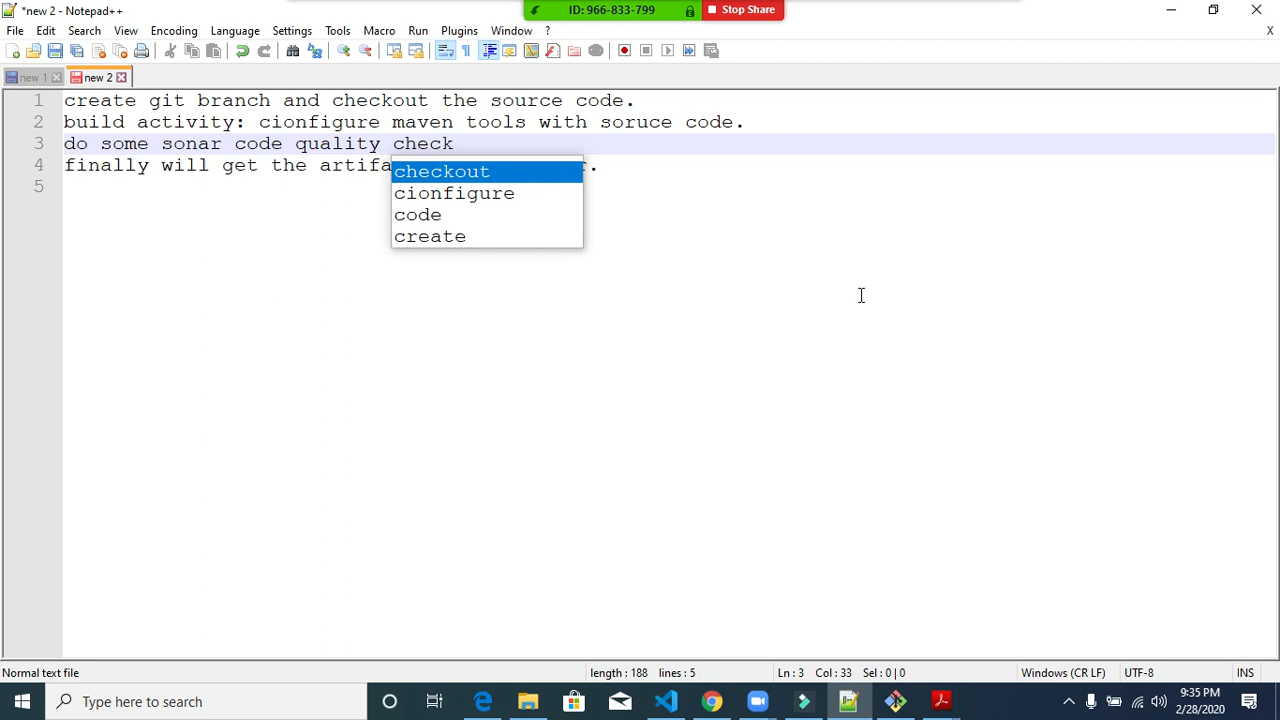 *new 2 - Notepad++
ID: 966-833-799
Stop Share
File Edit Search View Encoding Language Settings Tools Macro Run Plugins Window ?
X
new 1
new 2
1 create git branch and checkout the source code.
2 build activity: cionfigure maven tools with soruce code.
3 do some sonar code quality check
4 finally will get the
5
checkout
cionfigure
code
create
Normal text file
length : 188 lines : 5
Ln : 3 Col : 33 Sel : 0 | 0
Windows (CR LF)
UTF-8
INS
Type here to search
9:35 PM
2/28/2020